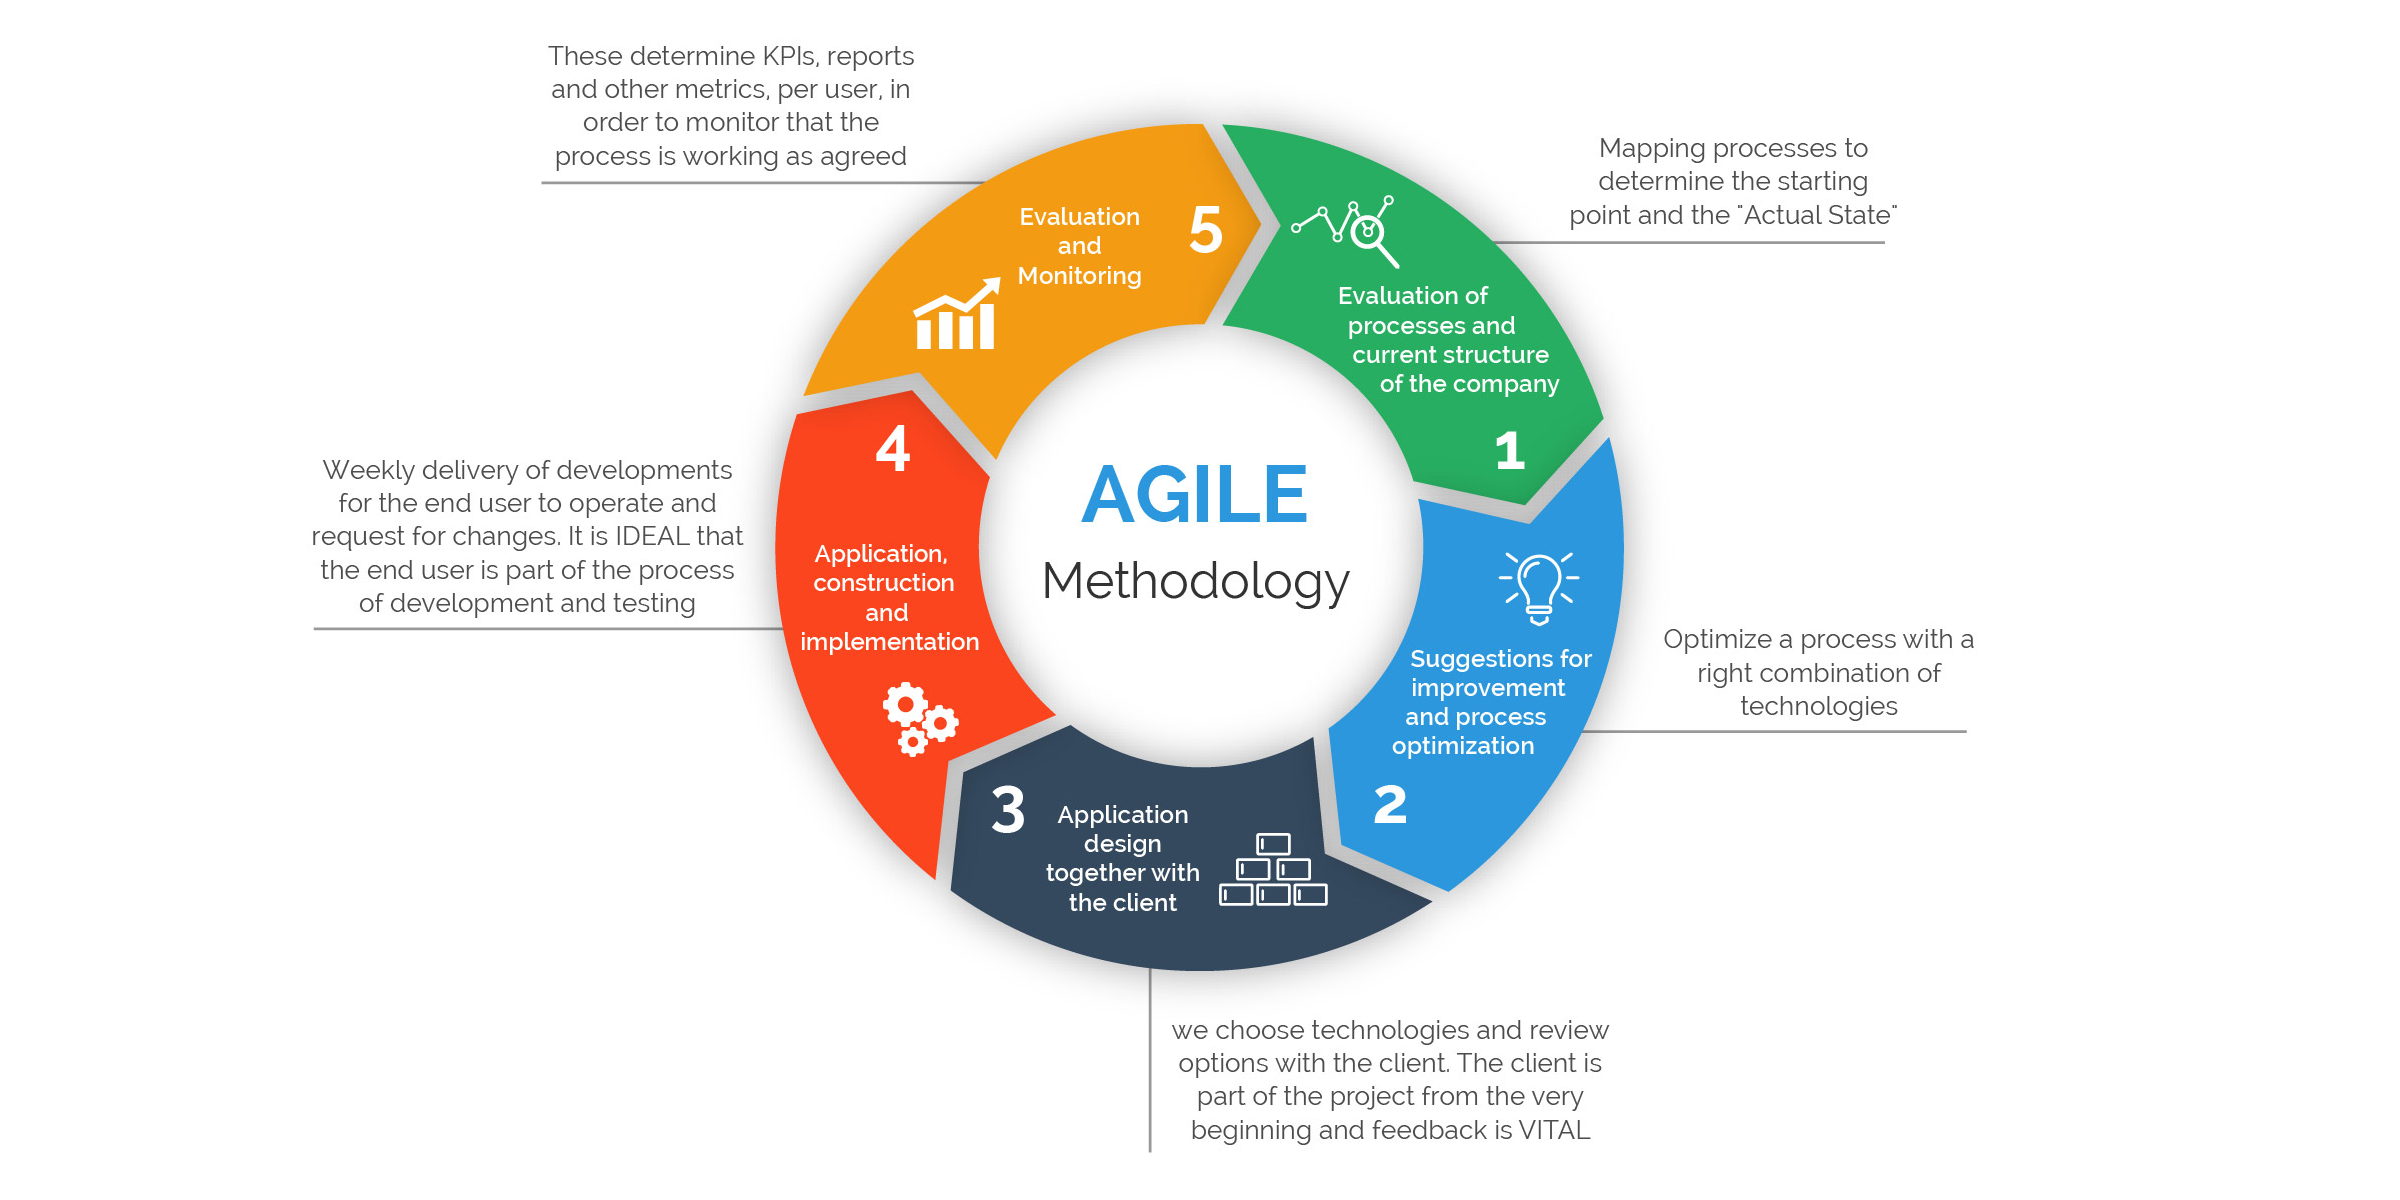 These determine KPIs, reports
and other metrics, per user, in
order to monitor that the
process is working as agreed
Mapping processes to
determine the starting
point and the "Actual State"
Evaluation
and
Monitoring
5
Evaluation of
processes and
current structure
of the company
1
4
AGILE
Methodology
Weekly delivery of developments
for the end user to operate and
request for changes. It is IDEAL that
the end user is part of the process
of development and testing
Application,
construction
and
implementation
Suggestions for
improvement
and process
optimization
2
Optimize a process with a
right combination of
technologies
3
Application
design
together with
the client
we choose technologies and review
options with the client. The client is
part of the project from the very
beginning and feedback is VITAL